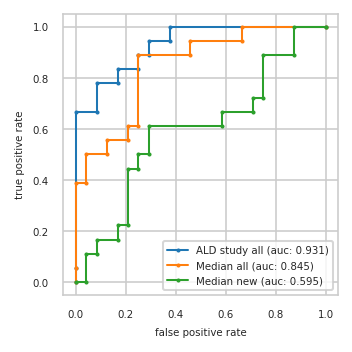 1.0
0.8
0.6
0.4
0.2
0.0
true positive rate
ALD study all (auc: 0.931)
Median all (auc: 0.845)
Median new (auc: 0.595)
0.0 0.2 0.4 0.6 0.8 1.0
false positive rate